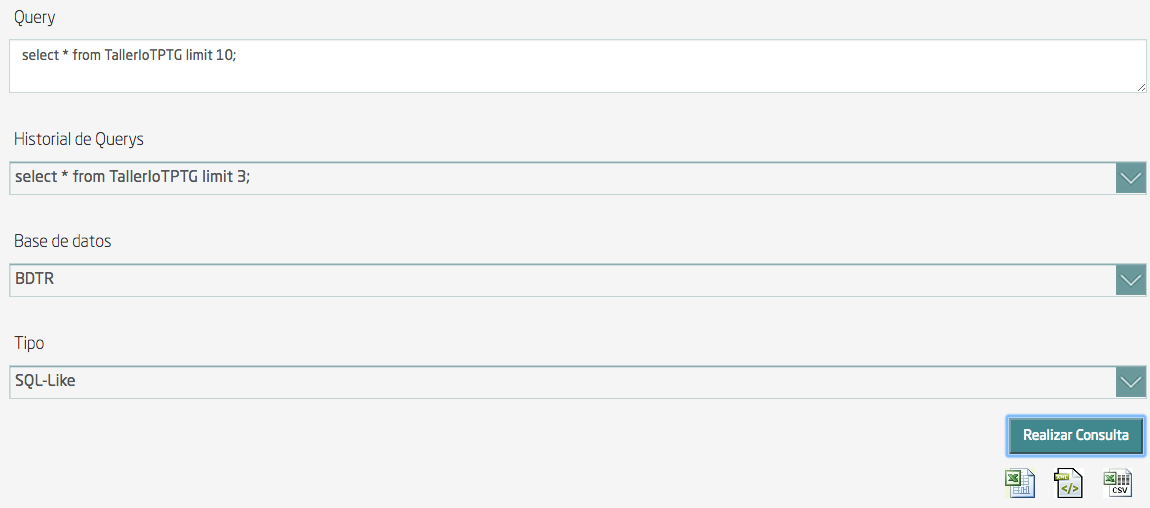 Query
select * from TallerIoTPTG limit 10;
Historial de Querys
select * from TallerIoTPTG limit 3;
Base de datos
BDTR
Tipo
SQL-Like
Realizar Consulta
CSV